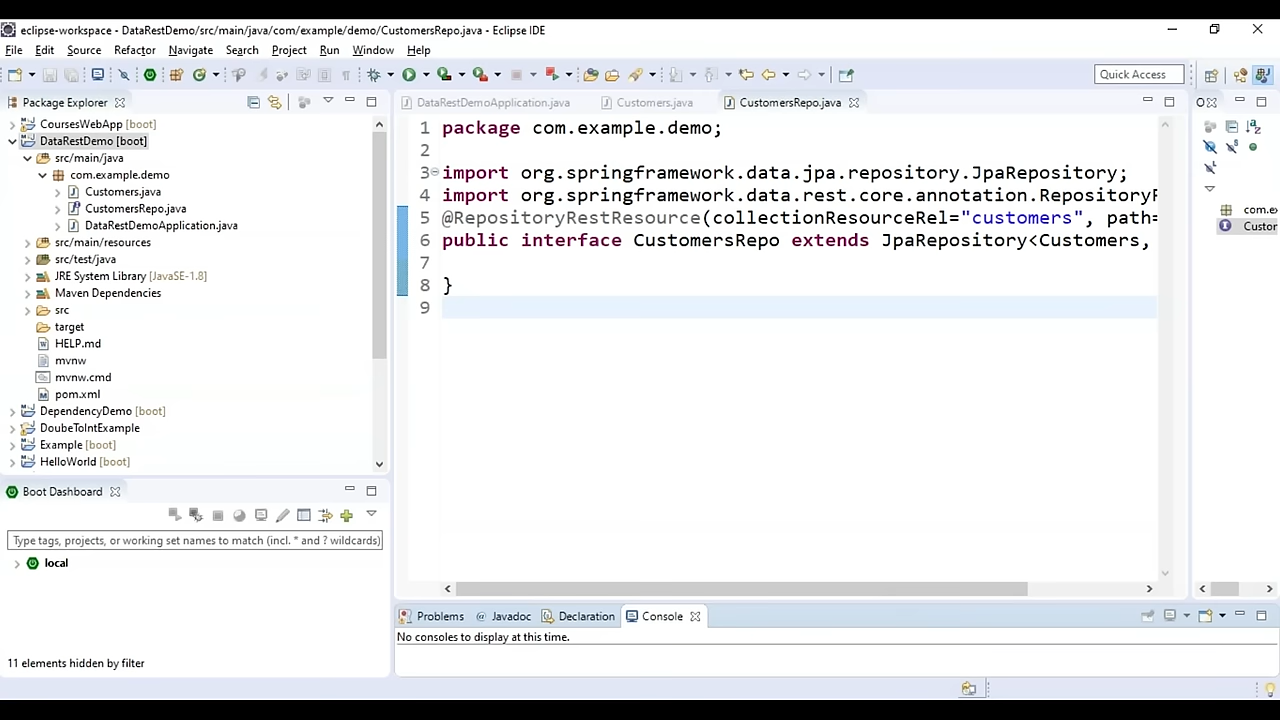 eclipse-workspace - DataRestDemo/src/main/java/com/example/demo/CustomersRepo.java - Eclipse IDE
File Edit Source Refactor Navigate Search Project Run Window Help
Quick Access
Package Explorer
CoursesWebApp [boot]
DataRestDemo [boot]
src/main/java
com.example.demo
Customers.java
CustomersRepo.java
DataRestDemoApplication.java
src/main/resources
src/test/java
JRE System Library [JavaSE-1.8]
Maven Dependencies
src
target
HELP.md
mvnw
mvnw.cmd
pom.xml
DependencyDemo [boot]
DoubeToIntExample
Example [boot]
HelloWorld [boot]
Boot Dashboard
Type tags, projects, or working set names to match (incl. * and ? wildcards)
local
11 elements hidden by filter
DataRestDemoApplication.java Customers.java CustomersRepo.java
1 package com.example.demo;
2
3 import org.springframework.data.jpa.repository.JpaRepository;
4 import org.springframework.data.rest.core.annotation.RepositoryR
5 @RepositoryRestResource(collectionResourceRel="customers", path=
6 public interface CustomersRepo extends JpaRepository<Customers,
7
8 }
9
Problems @ Javadoc Declaration Console
No consoles to display at this time.
O
com.e
Custor